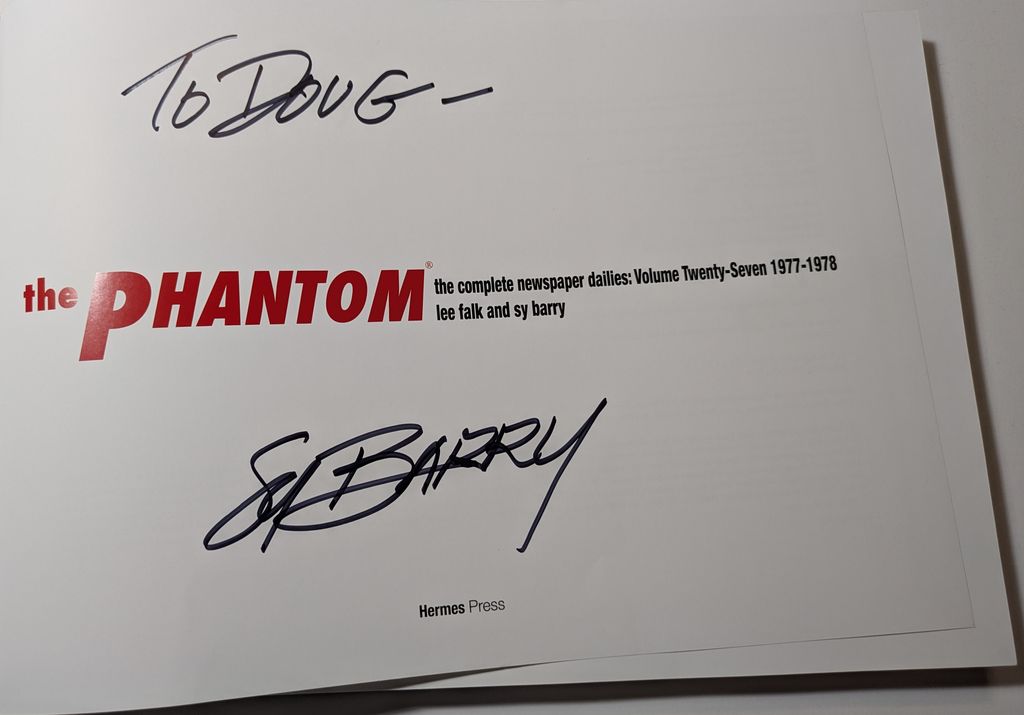 To DOUG -
the PHANTOM®
the complete newspaper dailies: Volume Twenty-Seven 1977-1978
lee falk and sy barry
Sy BARRY
Hermes Press